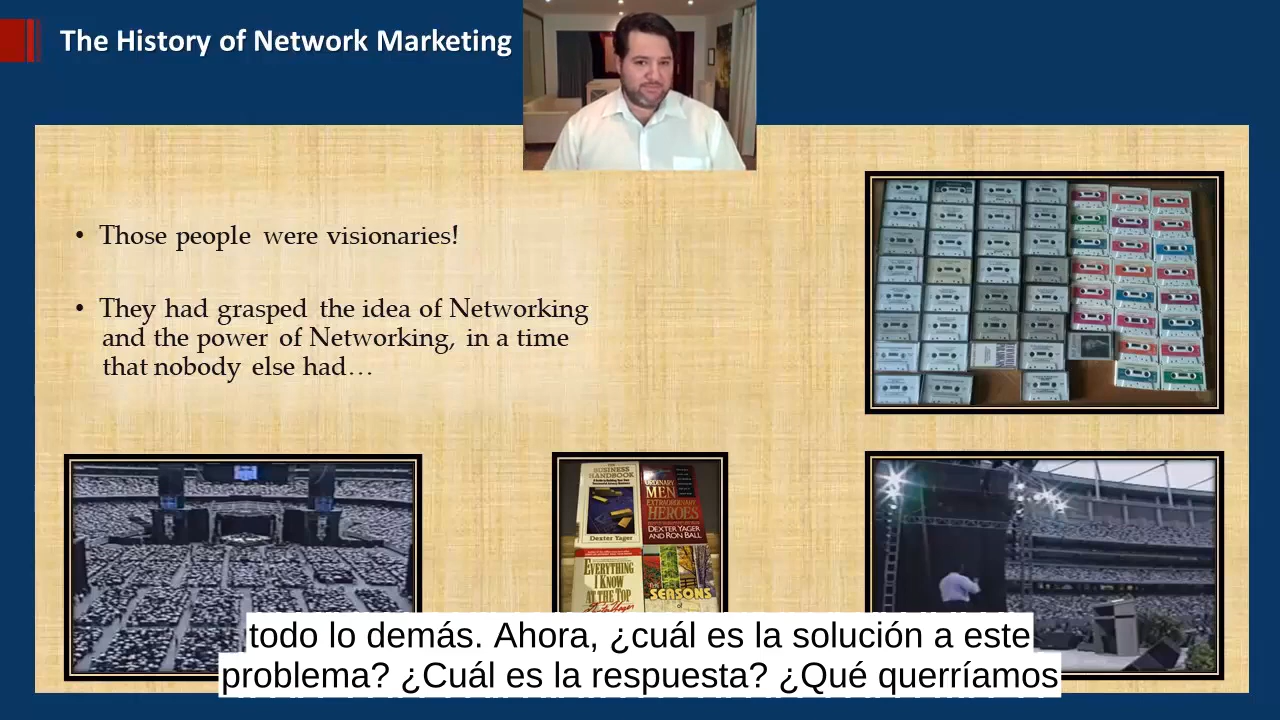 The History of Network Marketing
• Those people were visionaries!
• They had grasped the idea of Networking
and the power of Networking, in a time
that nobody else had…
BUSINESS
HANDBOOK
Dexter Yager
ORDINARY
MEN
EXTRAORDINARY
HEROES
DEXTER YAGER
AND RON BALL
EVERYTHING
I KNOW
AT THE TOP
SEASONS
todo lo demás. Ahora, ¿cuál es la solución a este
problema? ¿Cuál es la respuesta? ¿Qué querríamos